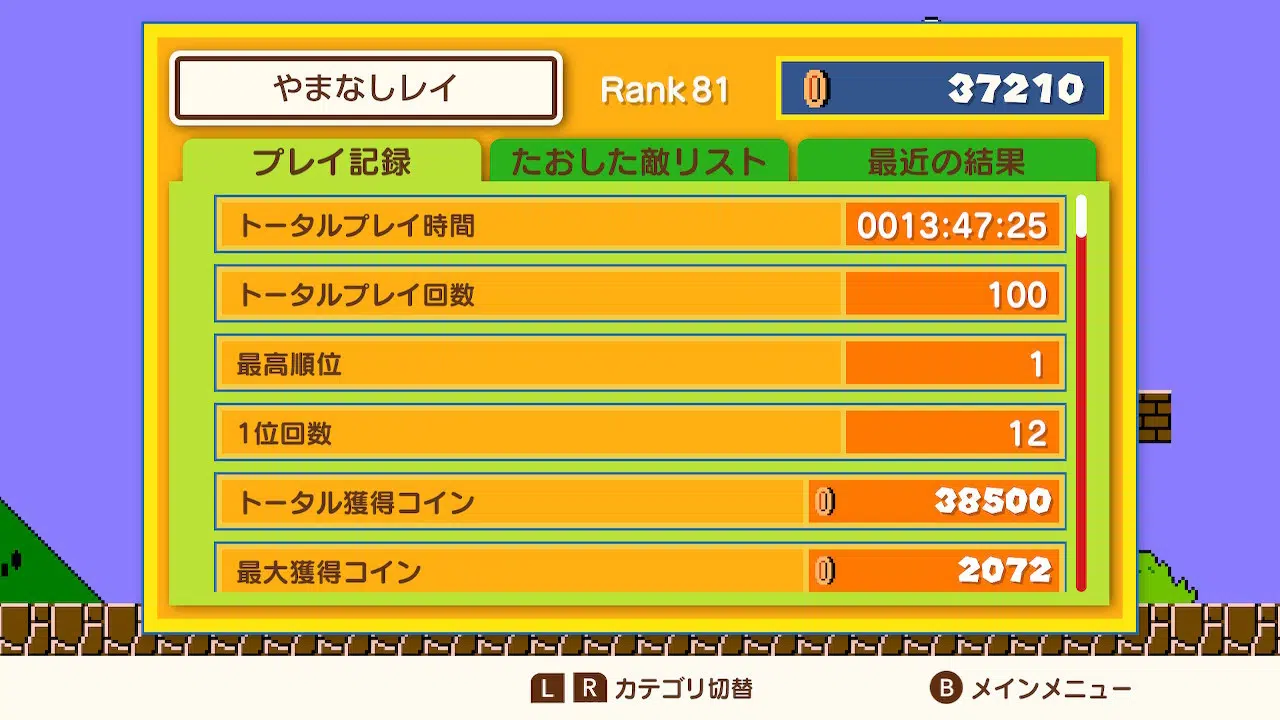 やまなしレイ Rank 81 37210
プレイ記録 たおした敵リスト 最近の結果
トータルプレイ時間 0013:47:25
トータルプレイ回数 100
最高順位 1
1位回数 12
トータル獲得コイン 38500
最大獲得コイン 2072
L R カテゴリ切替 B メインメニュー